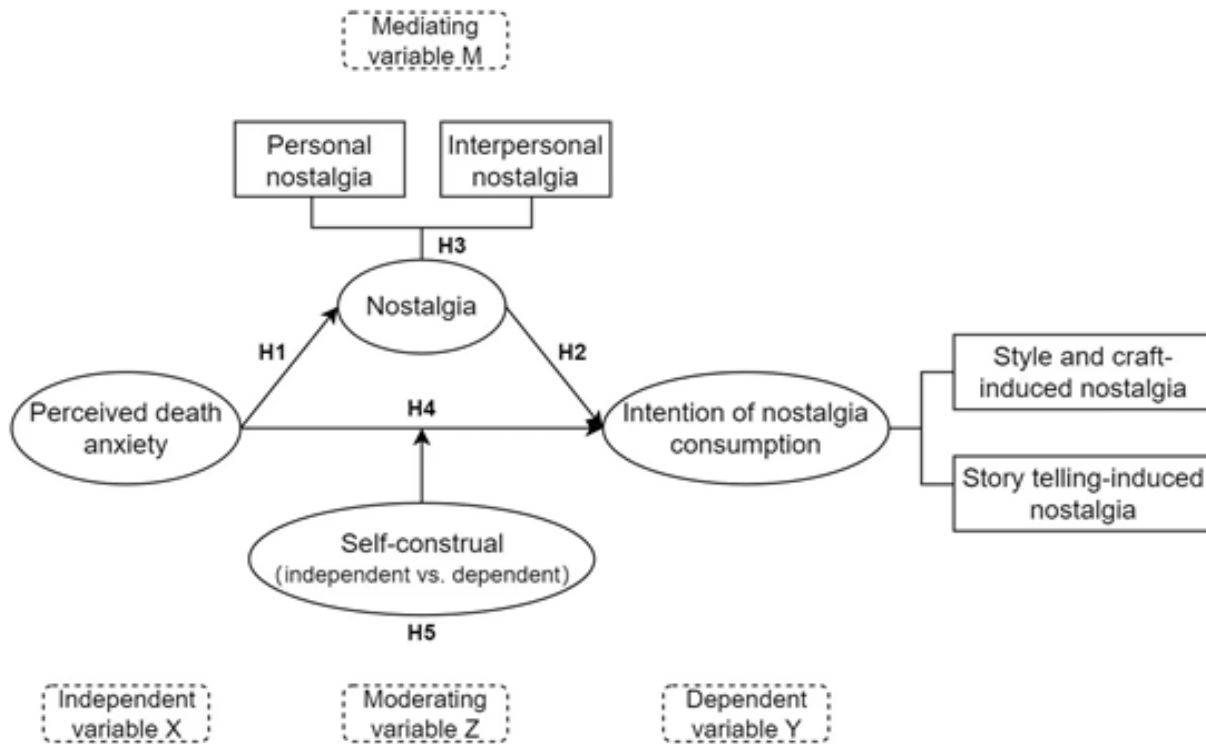 Mediating
variable M
Personal
nostalgia
Interpersonal
nostalgia
H3
Nostalgia
H1
H2
Style and craft-
induced nostalgia
Perceived death
anxiety
H4
Intention of nostalgia
consumption
Story telling-induced
nostalgia
Self-construal
(independent vs. dependent)
H5
Independent
variable X
Moderating
variable Z
Dependent
variable Y